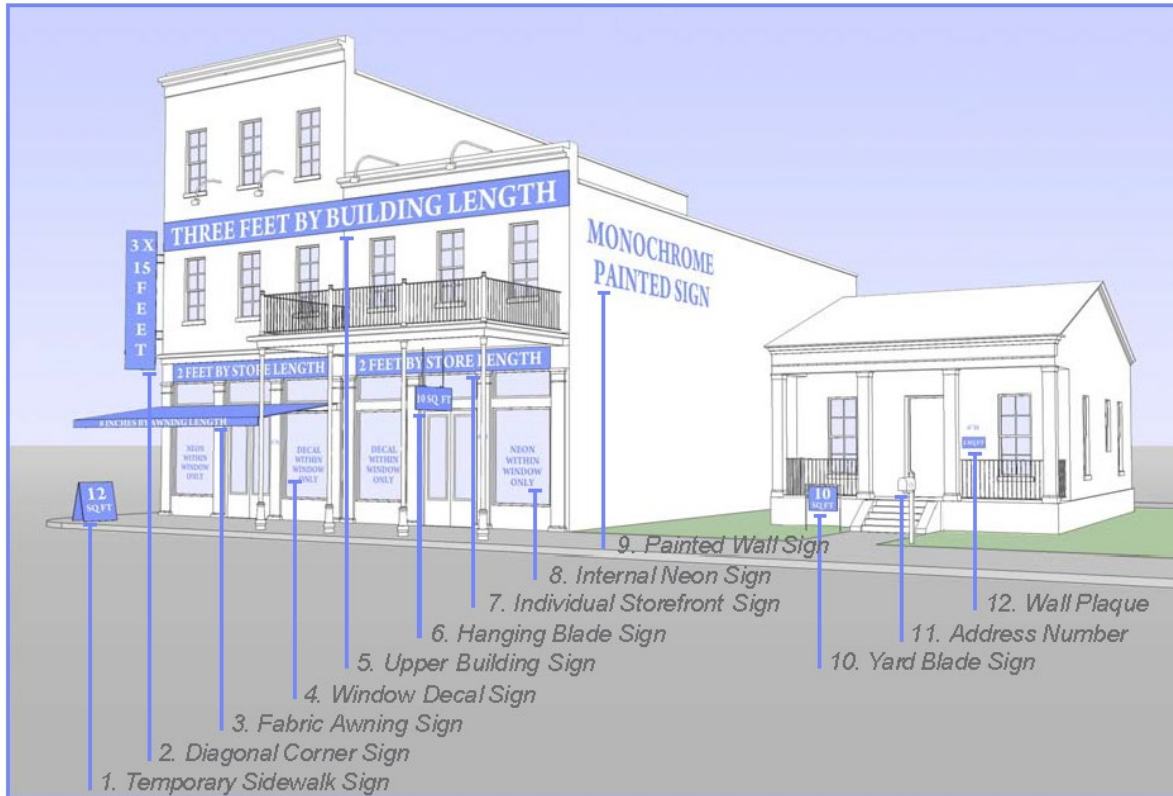 THREE FEET BY BUILDING LENGTH
3 X
15
F
E
E
T
MONOCHROME
PAINTED SIGN
2 FEET BY STORE LENGTH
2 FEET BY STORE LENGTH
10 SQ FT
8 INCHES BY AWNING LENGTH
NEON
WITHIN
WINDOW
ONLY
DECAL
WITHIN
WINDOW
ONLY
DECAL
WITHIN
WINDOW
ONLY
NEON
WITHIN
WINDOW
ONLY
12
SQ FT
10
SQ FT
9. Painted Wall Sign
8. Internal Neon Sign
7. Individual Storefront Sign
6. Hanging Blade Sign
5. Upper Building Sign
4. Window Decal Sign
3. Fabric Awning Sign
2. Diagonal Corner Sign
1. Temporary Sidewalk Sign
12. Wall Plaque
11. Address Number
10. Yard Blade Sign